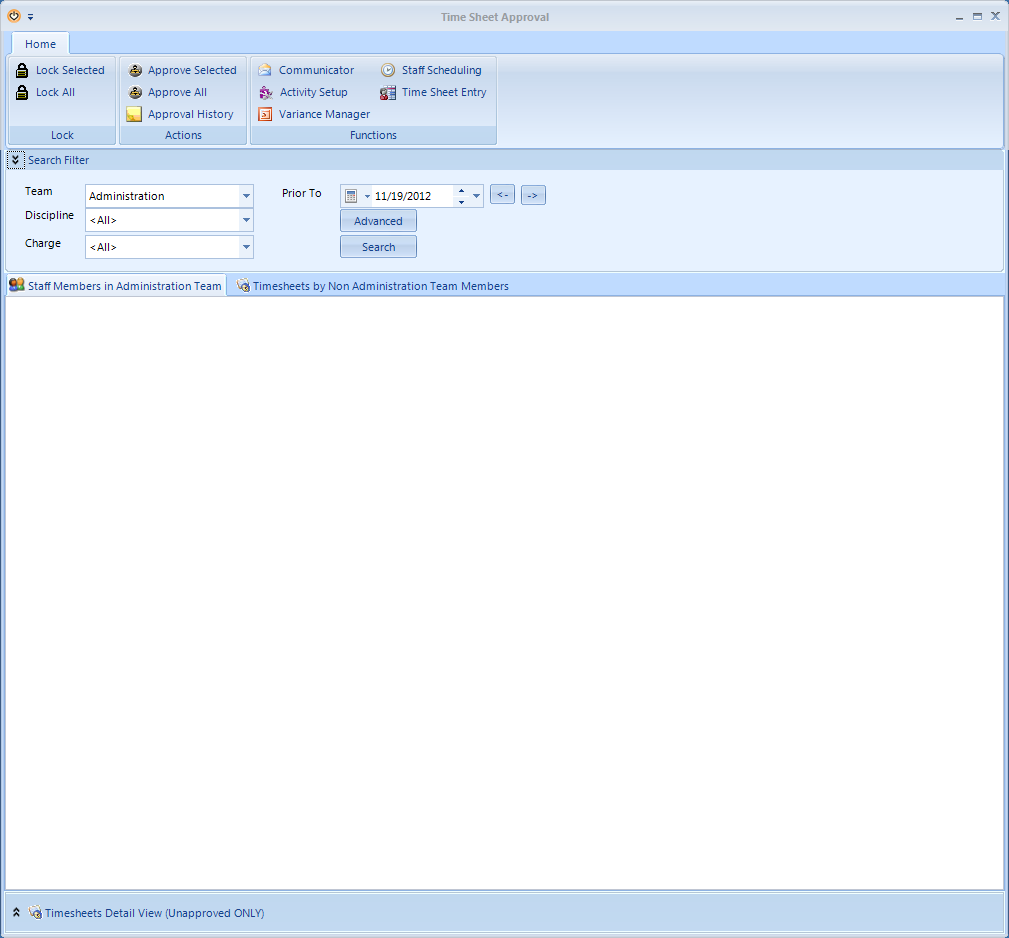 Time Sheet Approval
Home
Lock Selected
Lock All
Lock
Approve Selected
Approve All
Approval History
Actions
Communicator
Activity Setup
Variance Manager
Staff Scheduling
Time Sheet Entry
Functions
Search Filter
Team Administration Prior To 11/19/2012 <- ->
Discipline <All> Advanced
Charge <All> Search
Staff Members in Administration Team Timesheets by Non Administration Team Members
Timesheets Detail View (Unapproved ONLY)